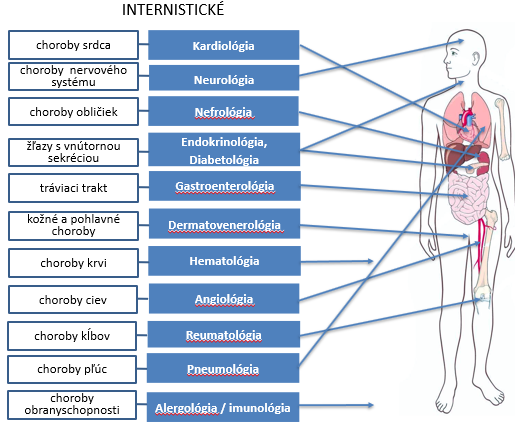 INTERNISTICKÉ
choroby srdca
Kardiológia
choroby nervového
systému
Neurológia
choroby obličiek
Nefrológia
žľazy s vnútornou
sekréciou
Endokrinológia,
Diabetológia
tráviaci trakt
Gastroenterológia
kožné a pohlavné
choroby
Dermatovenerológia
choroby krvi
Hematológia
choroby ciev
Angiológia
choroby kĺbov
Reumatológia
choroby pľúc
Pneumológia
choroby
obranyschopnosti
Alergológia / imunológia